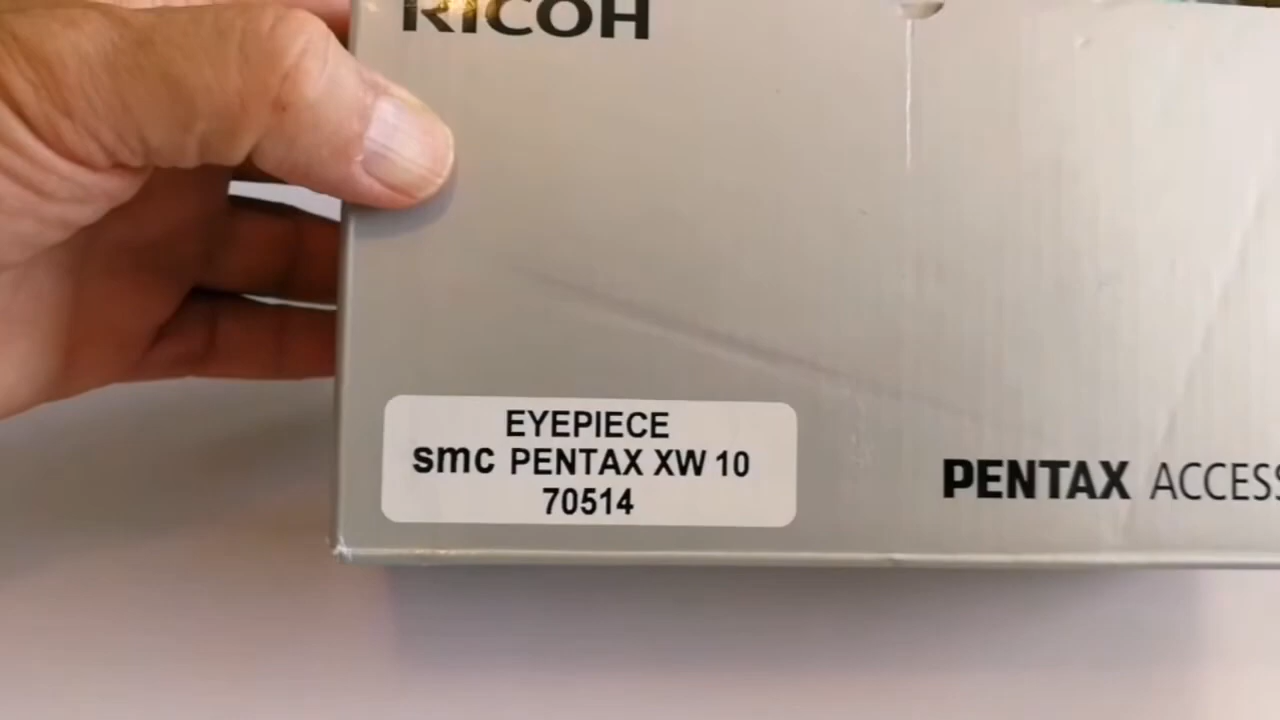 RICOH
EYEPIECE
smc PENTAX XW 10
70514
PENTAX ACCESS